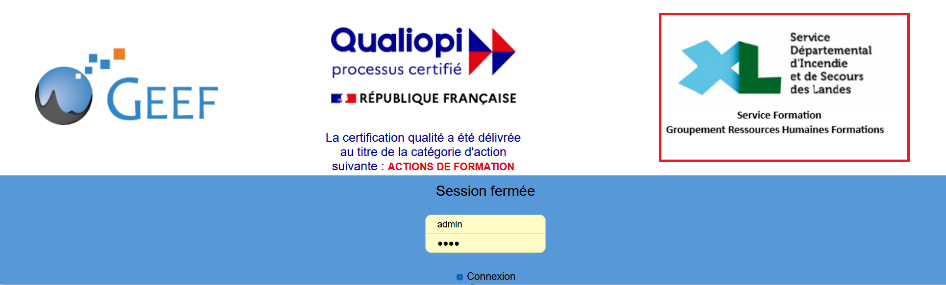 GEEF
Qualiopi
processus certifié
RÉPUBLIQUE FRANÇAISE
La certification qualité a été délivrée
au titre de la catégorie d'action
suivante : ACTIONS DE FORMATION
XL
Service
Départemental
d'Incendie
et de Secours
des Landes
Service Formation
Groupement Ressources Humaines Formations
Session fermée
admin
••••
Connexion